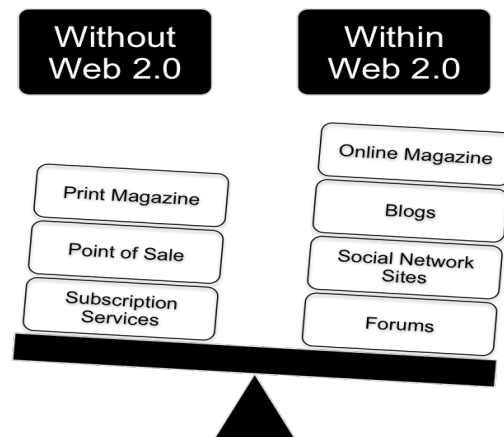 Without
Web 2.0
Within
Web 2.0
Print Magazine
Point of Sale
Subscription
Services
Online Magazine
Blogs
Social Network
Sites
Forums